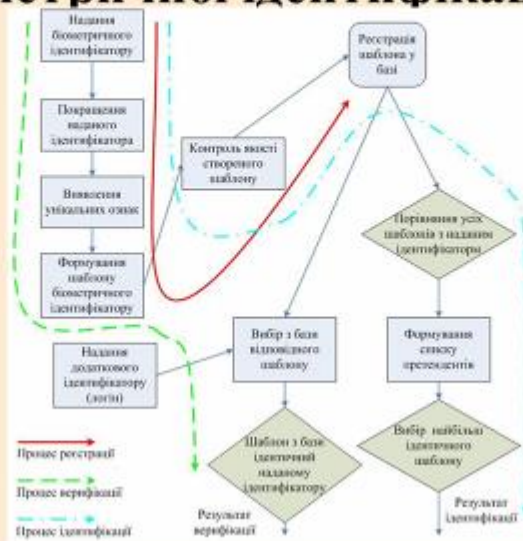 Надання
біометричного
ідентифікатору
Покращення
наданого
ідентифікатора
Виявлення
унікальних ознак
Формування
шаблону
біометричного
ідентифікатору
Надання
додаткового
ідентифікатору
(логін)
Контроль якості
створеного
шаблону
Реєстрація
шаблона у
базі
Порівняння усіх
шаблонів з наданим
ідентифікатором
Вибір з бази
відповідного
шаблону
Формування
списку
претендентів
Шаблон з бази
ідентичний
наданому
ідентифікатору
Вибір найбільш
ідентичного
шаблону
Процес реєстрації
Процес верифікації
Процес ідентифікації
Результат
верифікації
Результат
ідентифікації